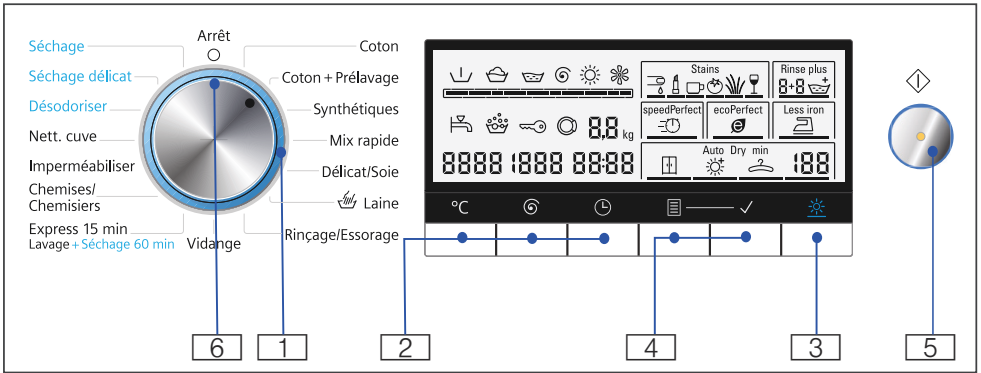 Arrêt
Séchage
Séchage délicat
Désodoriser
Nett. cuve
Imperméabiliser
Chemises/
Chemisiers
Express 15 min
Lavage + Séchage 60 min
Vidange
Coton
Coton + Prélavage
Synthétiques
Mix rapide
Délicat/Soie
Laine
Rinçage/Essorage
Stains
Rinse plus
8+8
speedPerfect
ecoPerfect
Less iron
8.8 kg
8888 1888 88:88
Auto Dry min
188
°C
6
1
2
4
3
5